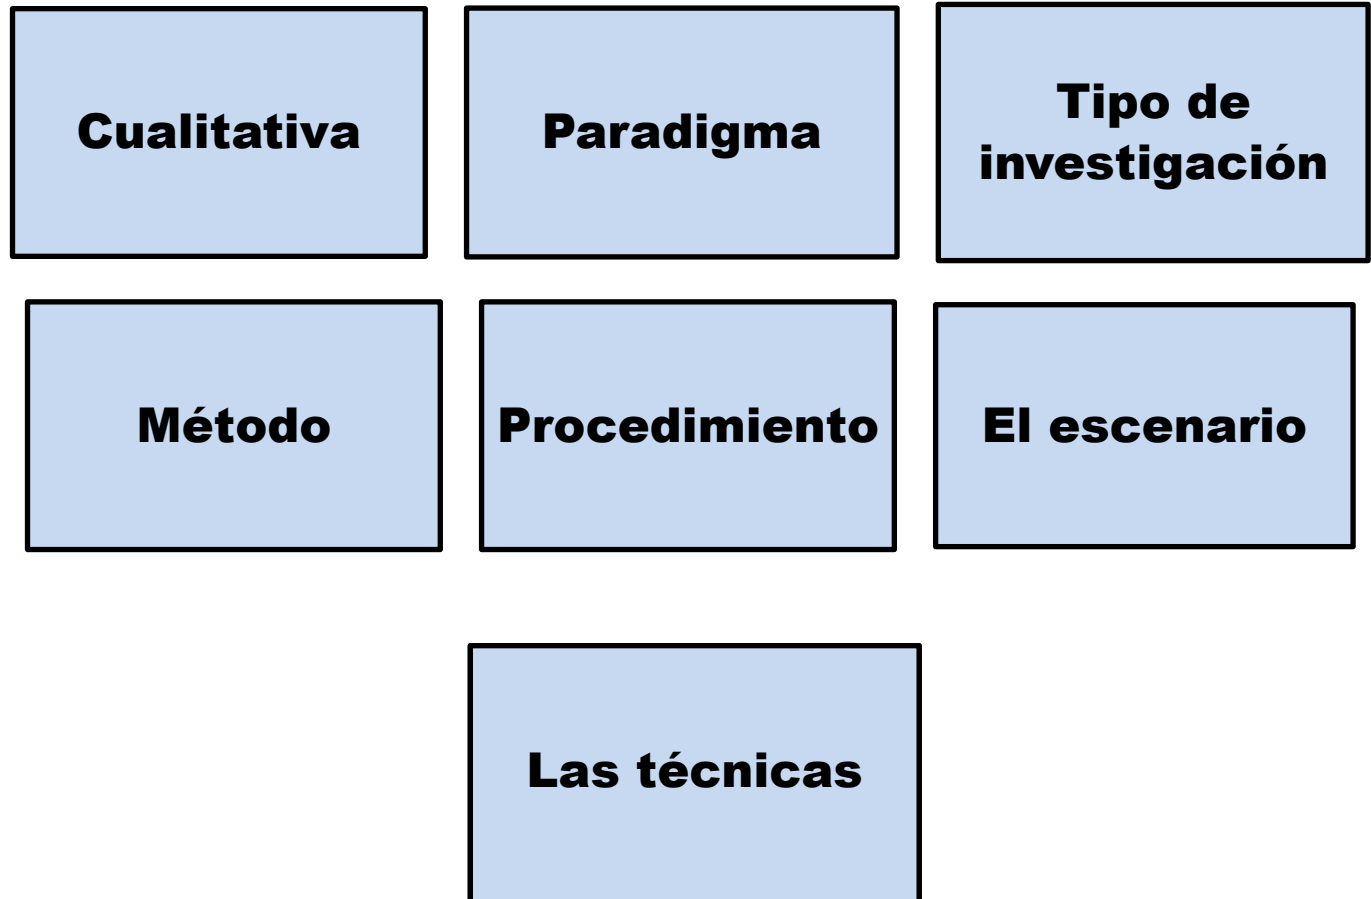 Cualitativa
Paradigma
Tipo de
investigación
Método
Procedimiento
El escenario
Las técnicas